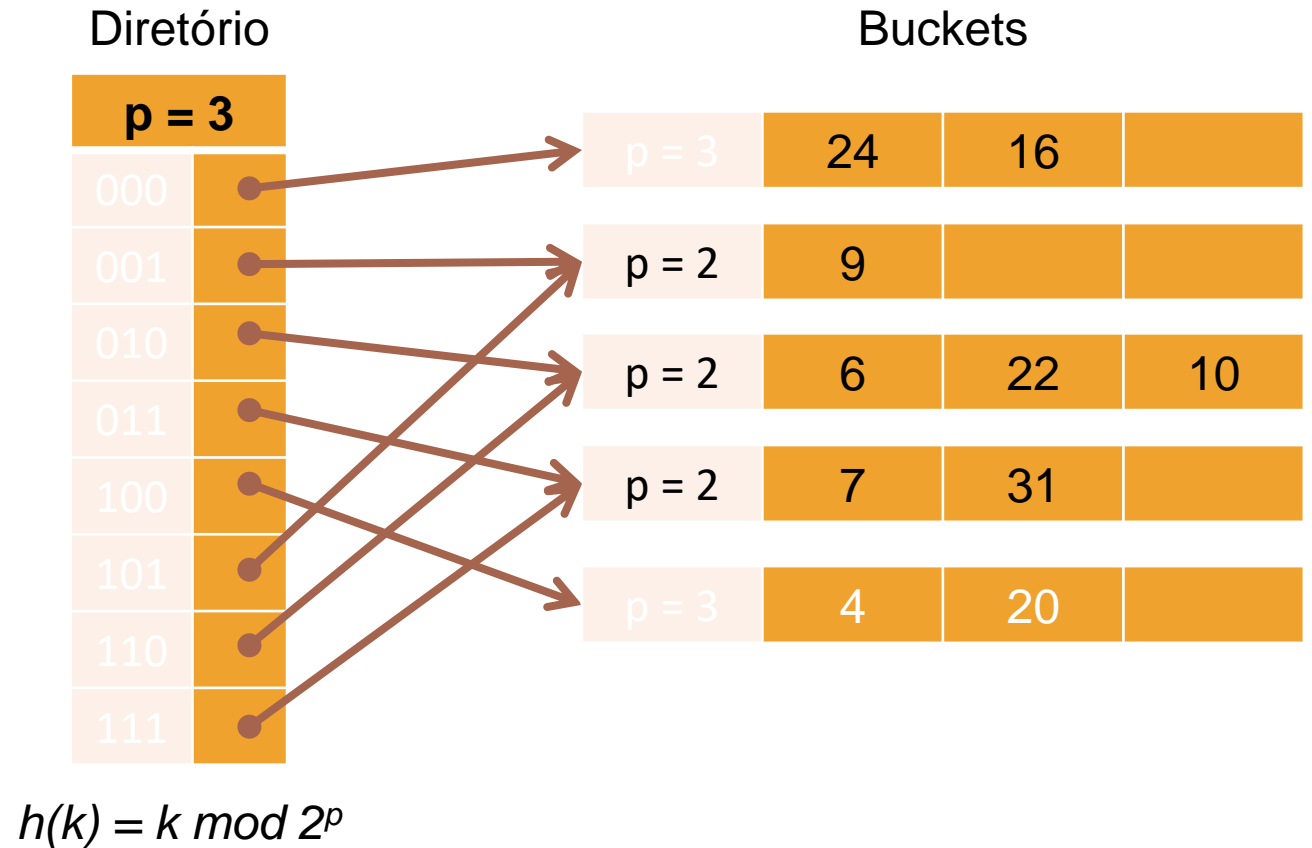 Diretório
Buckets
p = 3
000
001
010
011
100
101
110
111
p = 3 24 16
p = 2 9
p = 2 6 22 10
p = 2 7 31
p = 3 4 20
h(k) = k mod 2ᵖ